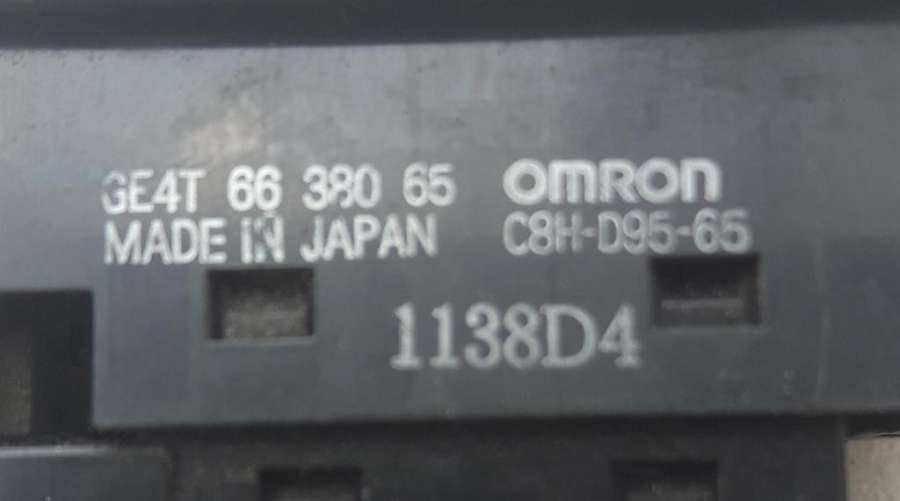 GE4T 66 380 65 OMRON
MADE IN JAPAN C8H-D95-65
1138D4